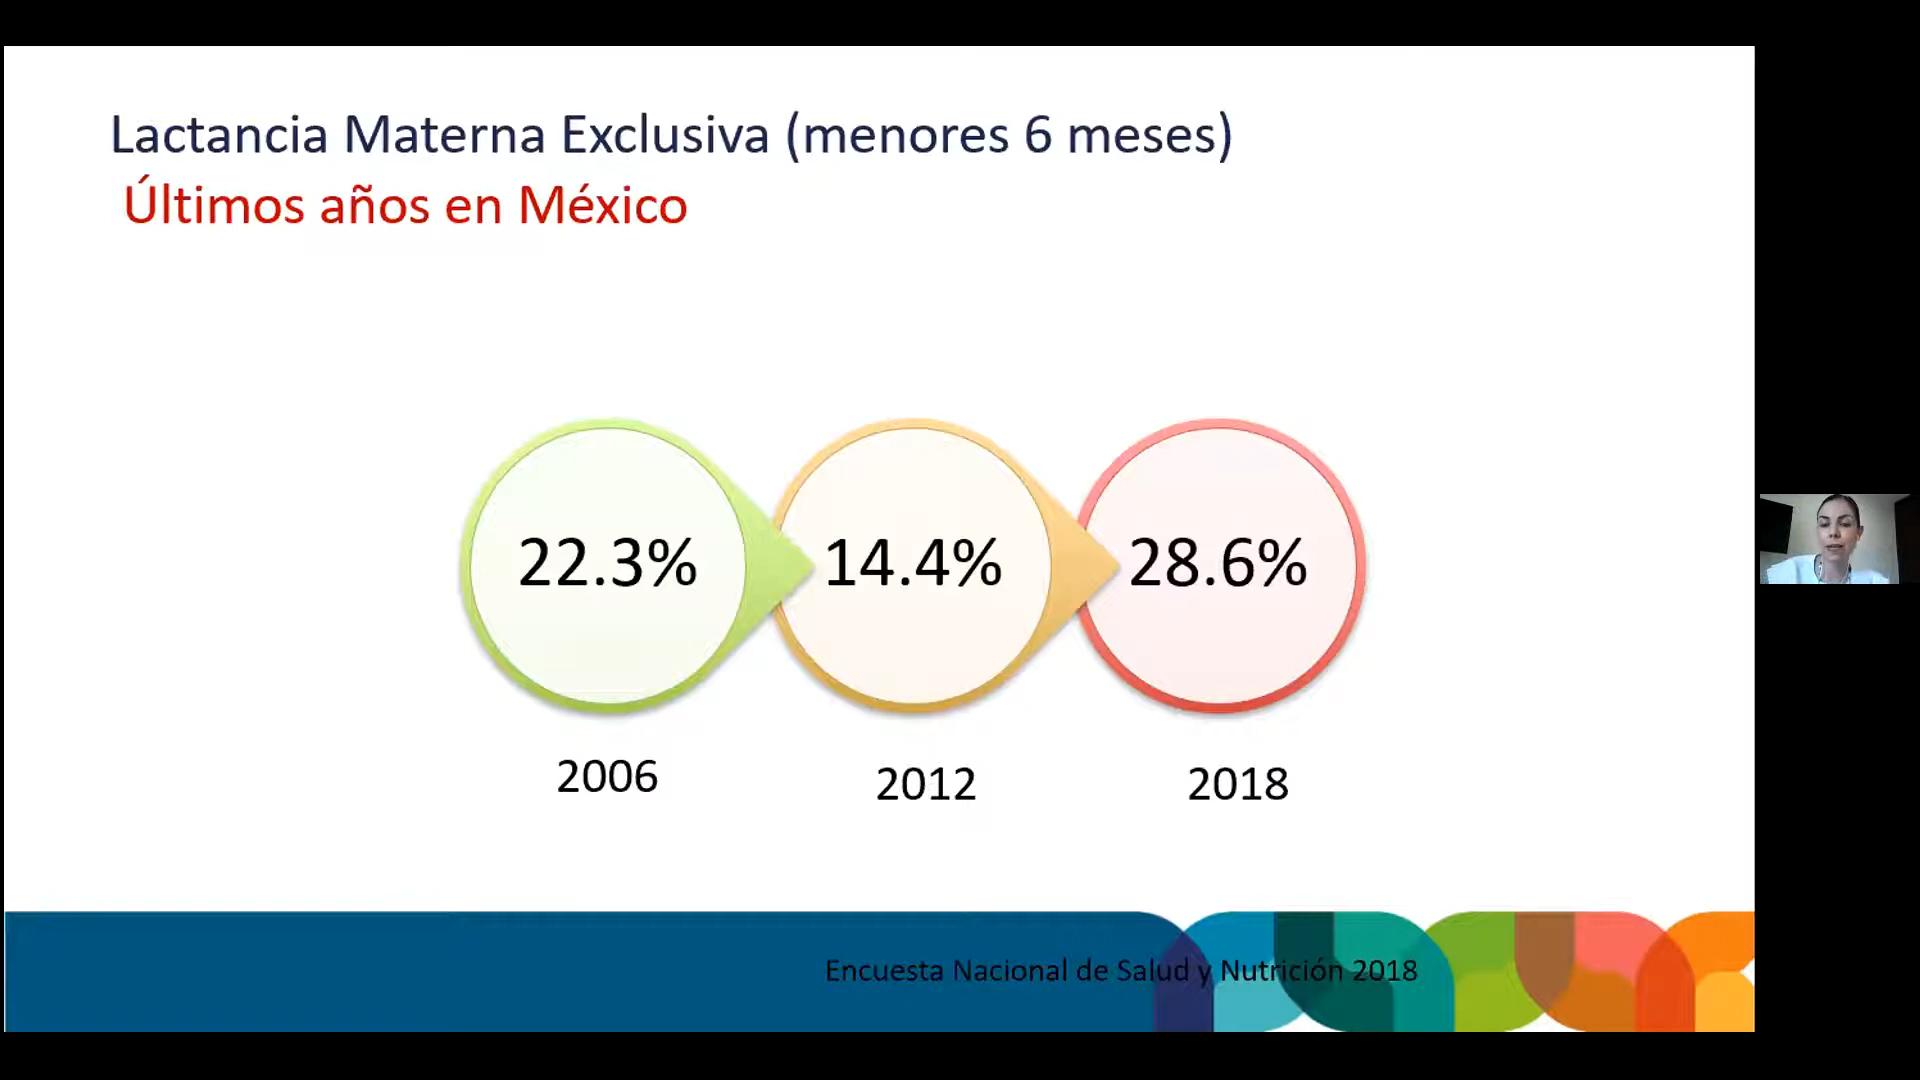 Lactancia Materna Exclusiva (menores 6 meses)
Últimos años en México
22.3%
14.4%
28.6%
2006
2012
2018
Encuesta Nacional de Salud y Nutrición 2018